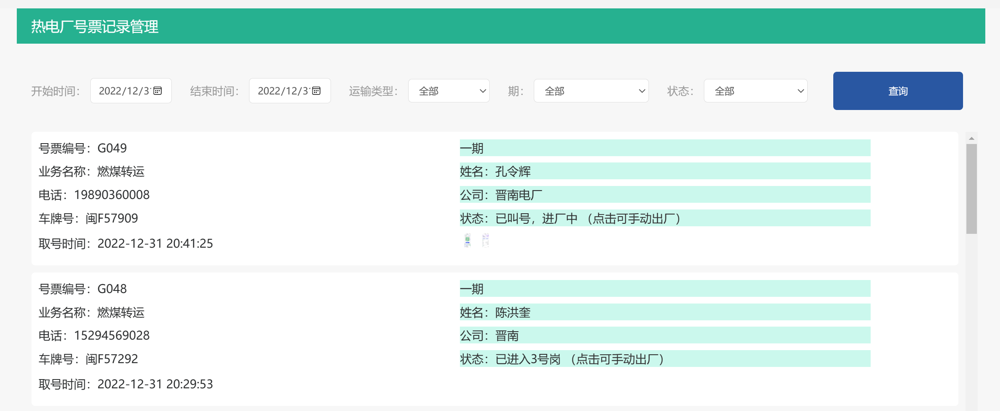 热电厂号票记录管理
开始时间： 2022/12/31 结束时间： 2022/12/31 运输类型： 全部 期： 全部 状态： 全部 查询
号票编号：G049 一期
业务名称：燃煤转运 姓名：孔令辉
电话：19890360008 公司：晋南电厂
车牌号：闽F57909 状态：已叫号，进厂中 （点击可手动出厂）
取号时间：2022-12-31 20:41:25
号票编号：G048 一期
业务名称：燃煤转运 姓名：陈洪奎
电话：15294569028 公司：晋南
车牌号：闽F57292 状态：已进入3号岗 （点击可手动出厂）
取号时间：2022-12-31 20:29:53